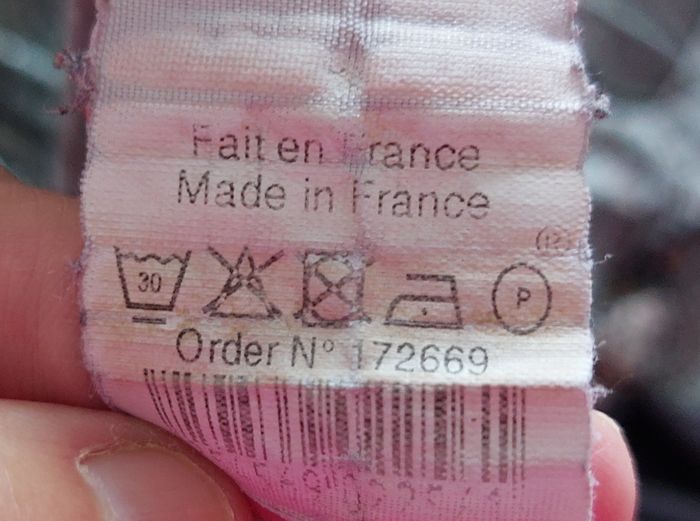 Fait en France
Made in France
®
30 P
Order N° 172669